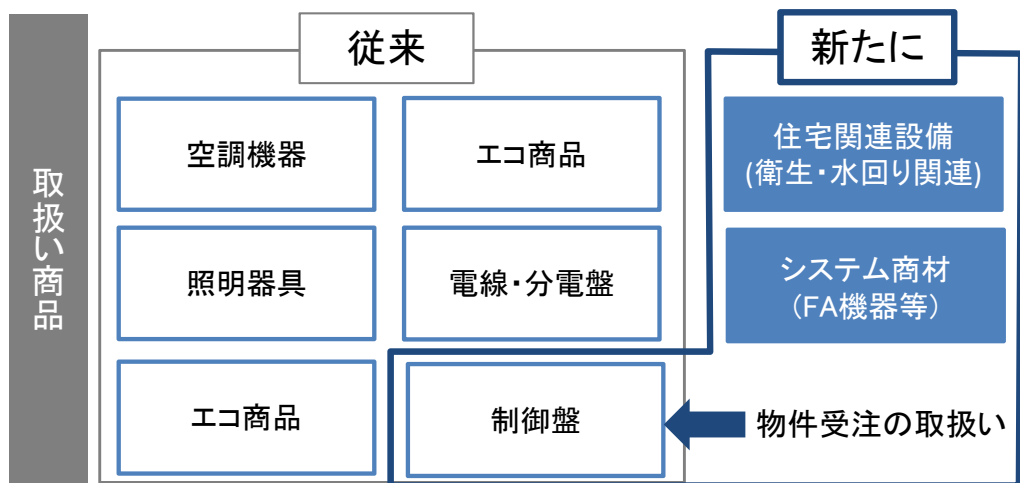 取扱い商品
従来
空調機器
エコ商品
照明器具
電線・分電盤
エコ商品
制御盤
新たに
住宅関連設備
(衛生・水回り関連)
システム商材
(FA機器等)
物件受注の取扱い